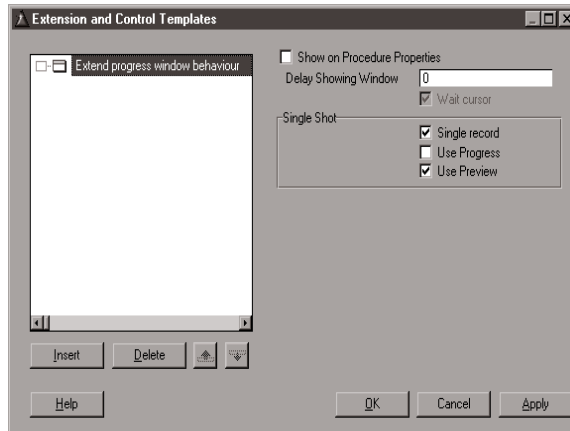 Extension and Control Templates
Extend progress window behaviour
Show on Procedure Properties
Delay Showing Window 0
Wait cursor
Single Shot
Single record
Use Progress
Use Preview
Insert Delete
Help OK Cancel Apply